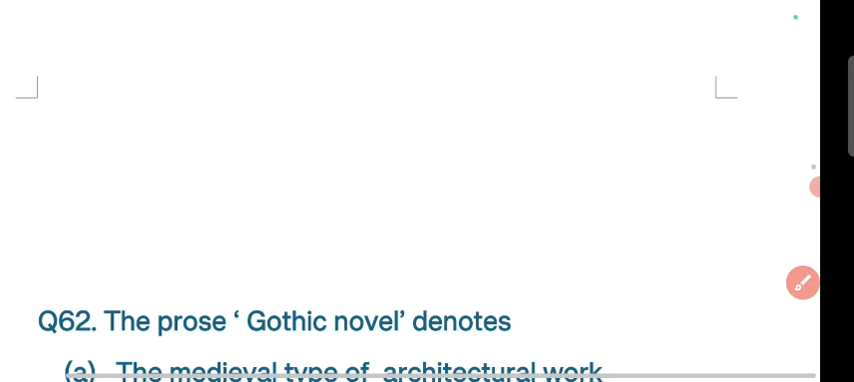 Q62. The prose ‘ Gothic novel’ denotes
(a) The medieval type of architectural work